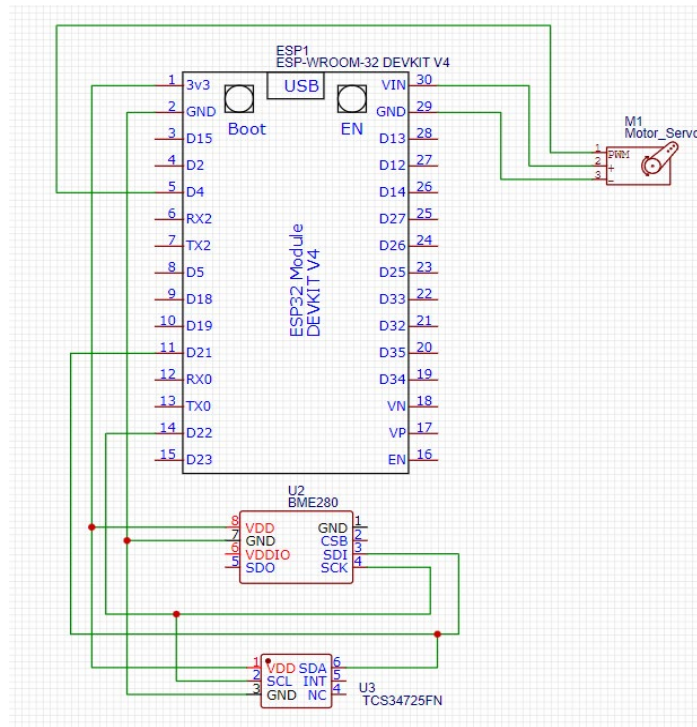 ESP1
ESP-WROOM-32 DEVKIT V4
USB
Boot
EN
ESP32 Module
DEVKIT V4
1 3v3
2 GND
3 D15
4 D2
5 D4
6 RX2
7 TX2
8 D5
9 D18
10 D19
11 D21
12 RX0
13 TX0
14 D22
15 D23
VIN 30
GND 29
D13 28
D12 27
D14 26
D27 25
D26 24
D25 23
D33 22
D32 21
D35 20
D34 19
VN 18
VP 17
EN 16
M1
Motor_Servo
1 PWM
2 +
3 -
U2
BME280
8 VDD
7 GND
6 VDDIO
5 SDO
GND 1
CSB 2
SDI 3
SCK 4
1 VDD
2 SCL
3 GND
SDA 6
INT 5
NC 4
U3
TCS34725FN